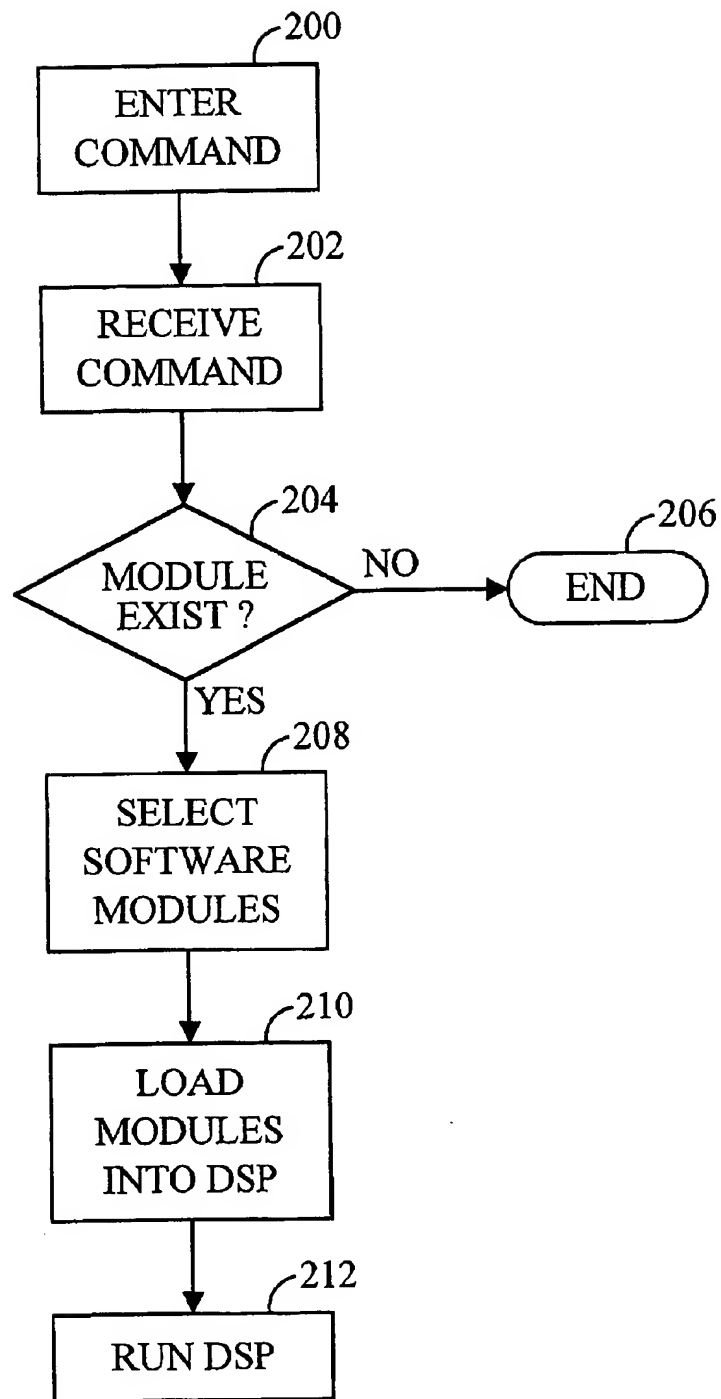 200
ENTER
COMMAND
202
RECEIVE
COMMAND
204
MODULE
EXIST ?
NO
206
END
YES
208
SELECT
SOFTWARE
MODULES
210
LOAD
MODULES
INTO DSP
212
RUN DSP